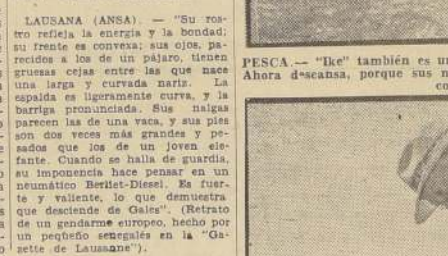 LAUSANA (ANSA). — "Su ros-
tro refleja la energía y la bondad;
su frente es convexa; sus ojos, pa-
recidos a los de un pájaro, tienen
gruesas cejas entre las que nace
una larga y curvada nariz. La
espalda es ligeramente curva, y la
barriga pronunciada. Sus nalgas
parecen las de una vaca, y sus pies
son dos veces más grandes y pe-
sados que los de un joven ele-
fante. Cuando se halla de guardia,
su imponencia hace pensar en un
neumático Berliet-Diesel. Es fuer-
te y valiente, lo que demuestra
que desciende de Gales". (Retrato
de un gendarme europeo, hecho por
un pequeño senegalés en la "Ga-
zette de Lausanne").
PESCA.— "Ike" también es un
Ahora descansa, porque sus m
co